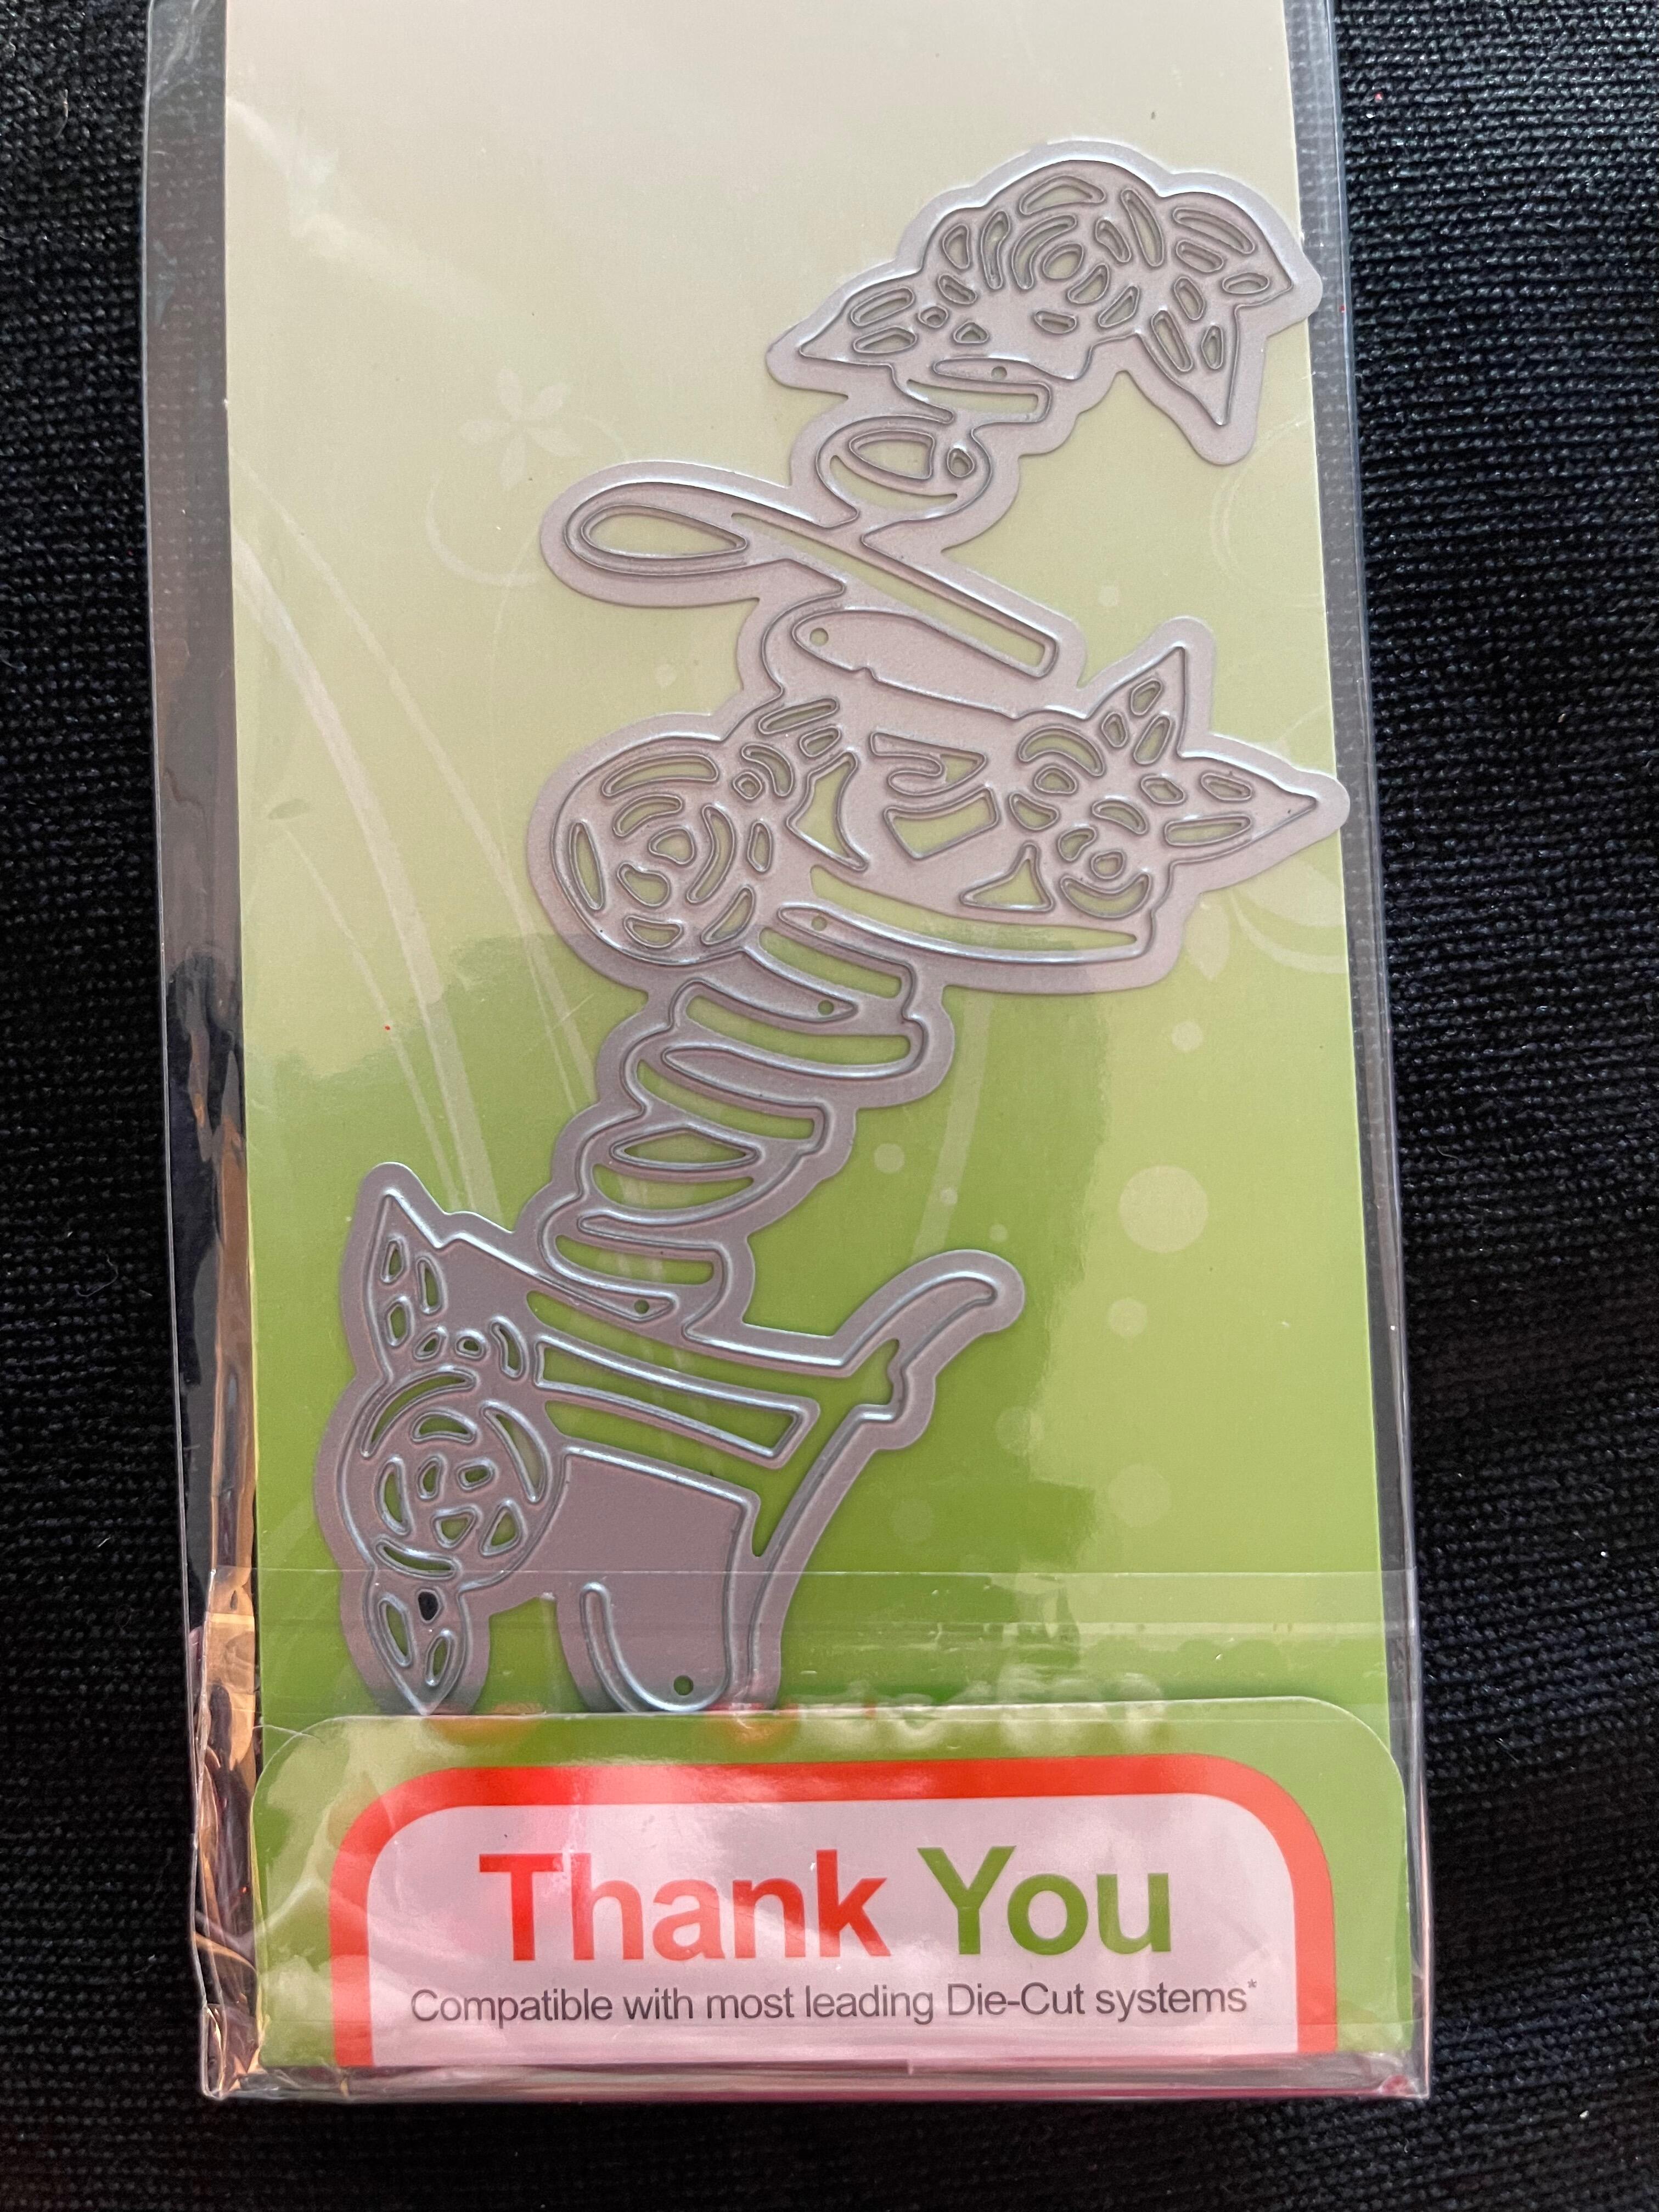 Thank You
Compatible with most leading Die-Cut systems*